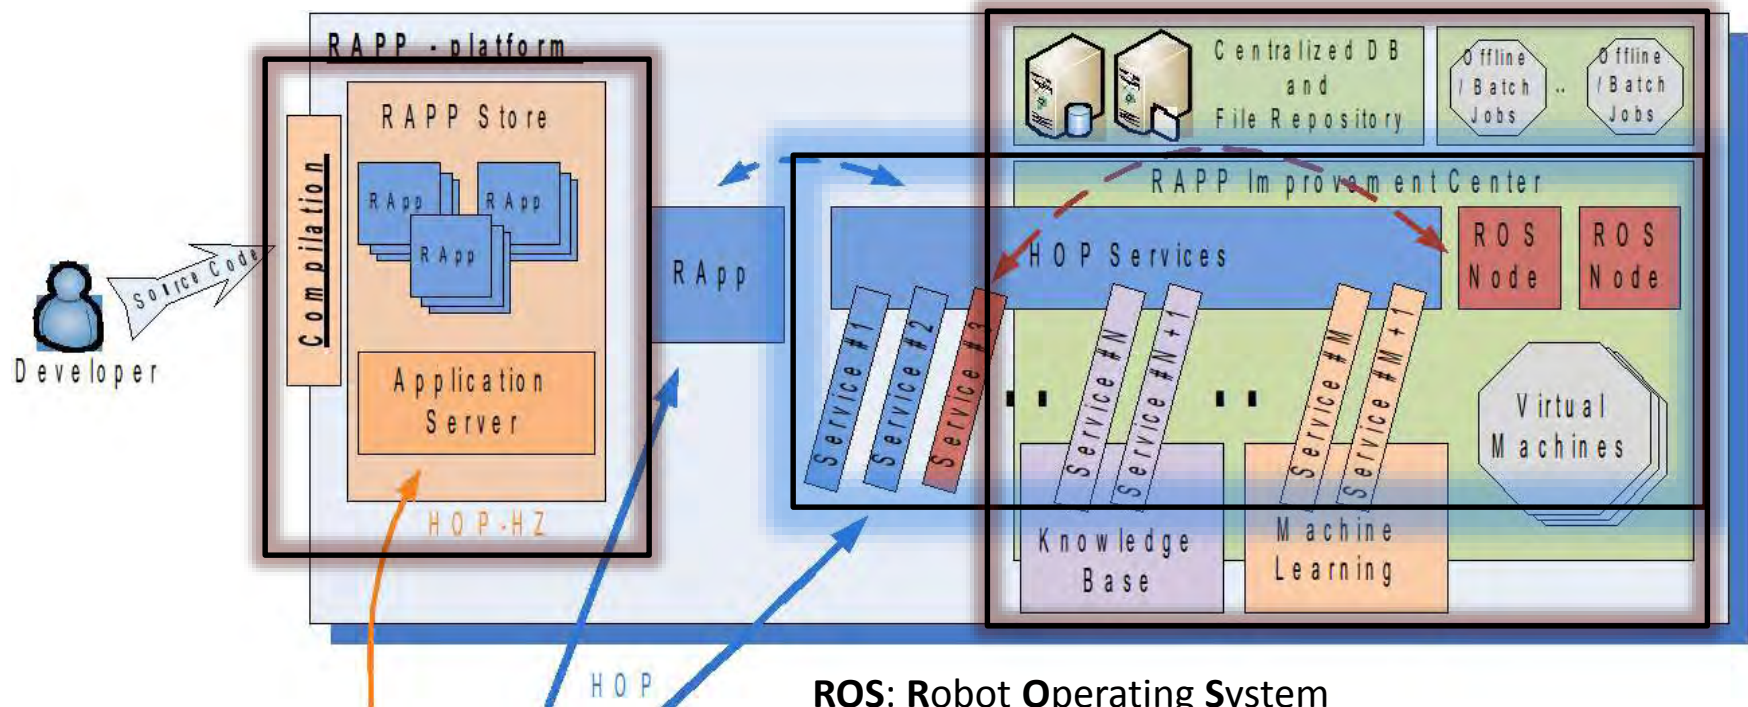 RAPP - platform
Compilation
RAPP Store
RApp
RApp
RApp
Application
Server
HOP-HZ
Source Code
Developer
RApp
HOP
Centralized DB
and
File Repository
Offline
/ Batch
Jobs
..
Offline
/ Batch
Jobs
RAPP Improvement Center
HOP Services
ROS
Node
ROS
Node
Service #1
Service #2
Service #3
Service #N
Service #N+1
Service #M
Service #M+1
Virtual
Machines
Knowledge
Base
Machine
Learning
ROS: Robot Operating System